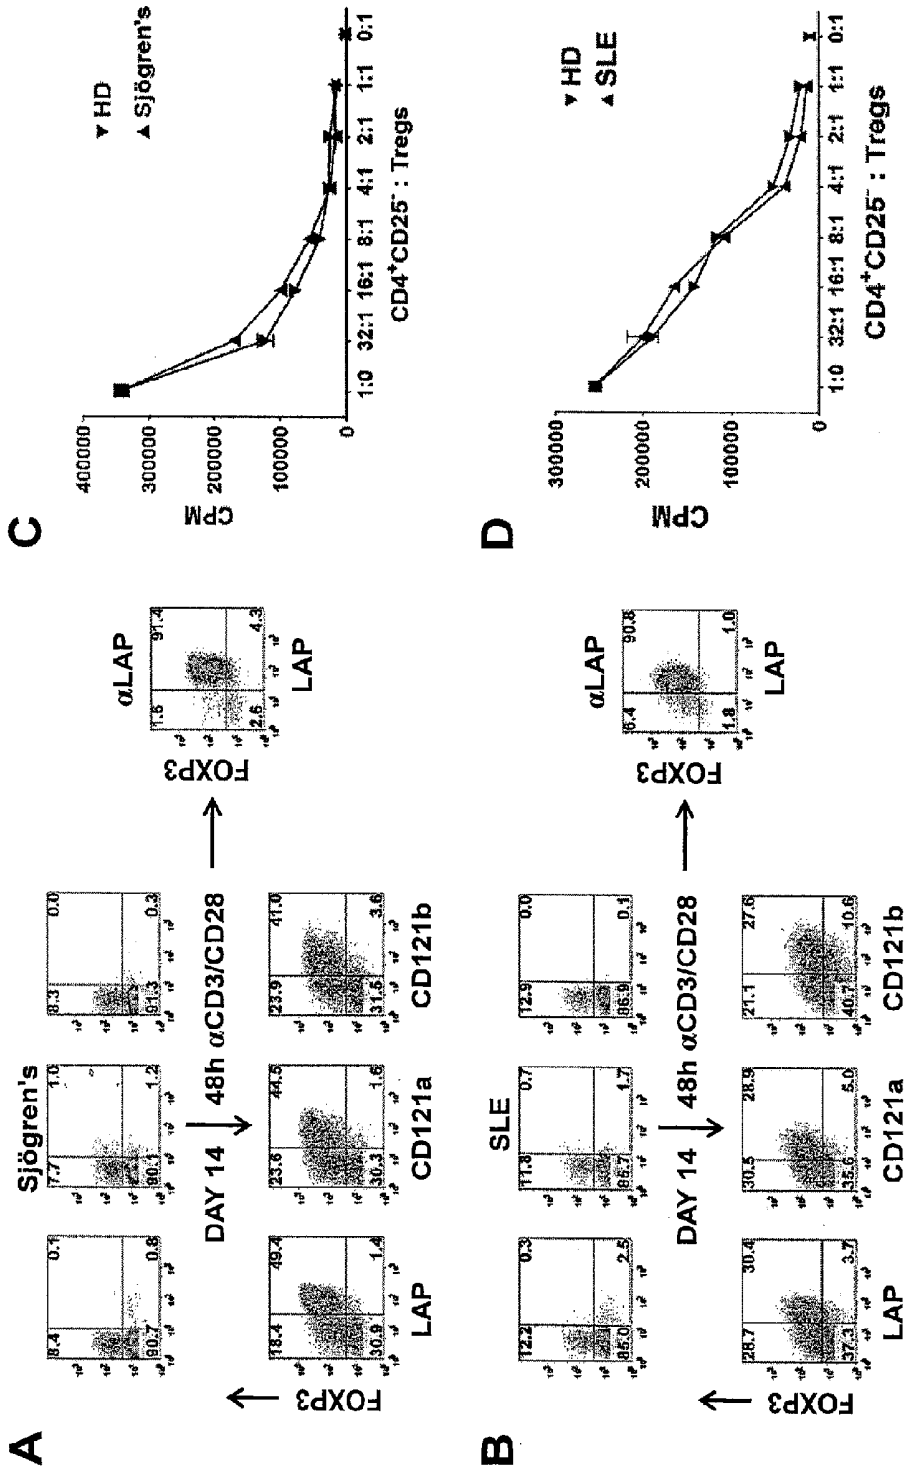 A
Sjögren's
8.4
0.1
90.7
0.8
7.7
1.0
90.1
1.2
8.3
0.0
91.3
0.3
DAY 14 48h αCD3/CD28
18.4
49.4
30.9
1.4
23.6
44.5
30.3
1.6
23.9
41.0
31.5
3.6
FOXP3
LAP
CD121a
CD121b
αLAP
1.6
91.4
2.6
4.3
FOXP3
LAP
B
SLE
12.2
0.3
85.0
2.5
11.8
0.7
85.7
1.7
12.9
0.0
86.9
0.1
DAY 14 48h αCD3/CD28
28.7
30.4
37.3
3.7
30.5
28.9
35.6
5.0
21.1
27.6
40.7
10.6
FOXP3
LAP
CD121a
CD121b
αLAP
6.4
90.8
1.8
1.0
FOXP3
LAP
C
HD
Sjögren's
400000
300000
200000
100000
0
CPM
1:0 32:1 16:1 8:1 4:1 2:1 1:1 0:1
CD4⁺CD25⁻ : Tregs
D
HD
SLE
300000
200000
100000
0
CPM
1:0 32:1 16:1 8:1 4:1 2:1 1:1 0:1
CD4⁺CD25⁻ : Tregs